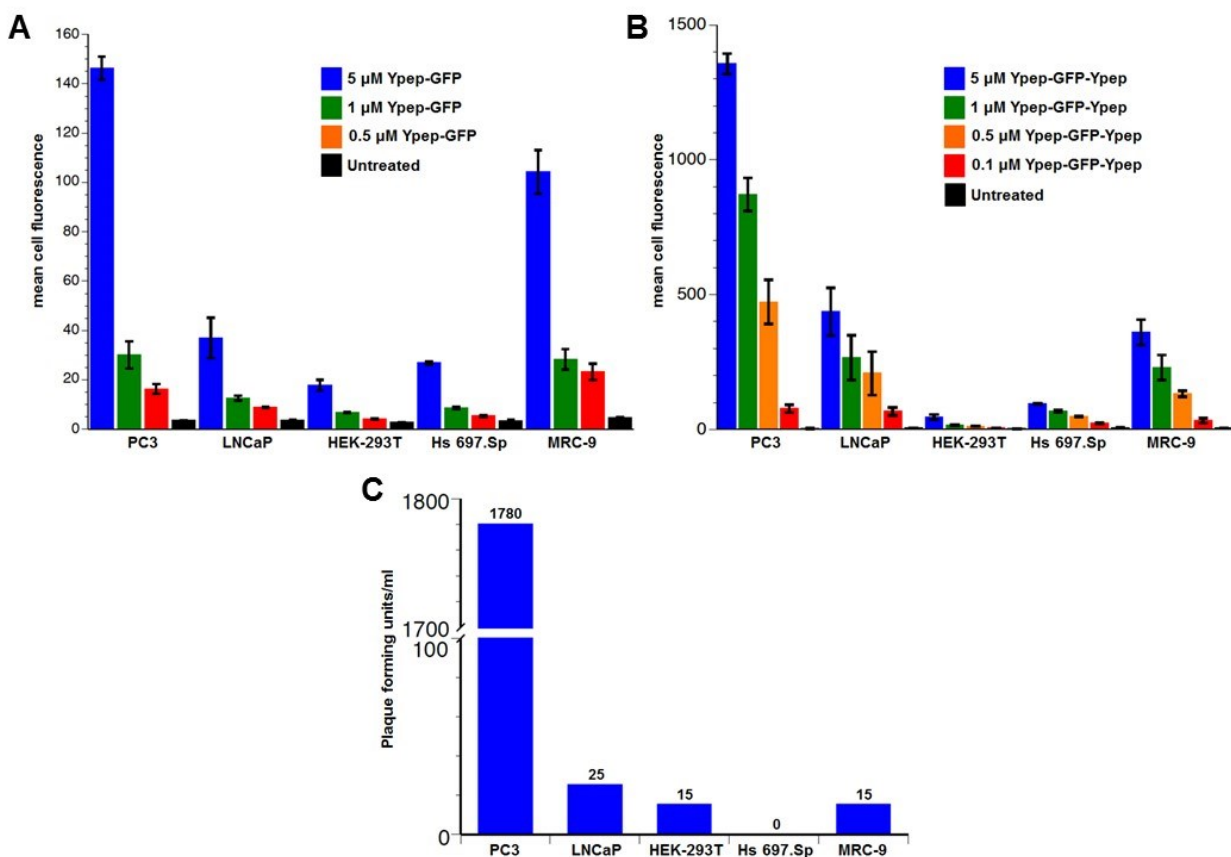 A
160
140
120
100
80
60
40
20
0
mean cell fluorescence
5 µM Ypep-GFP
1 µM Ypep-GFP
0.5 µM Ypep-GFP
Untreated
PC3 LNCaP HEK-293T Hs 697.Sp MRC-9
B
1500
1000
500
0
mean cell fluorescence
5 µM Ypep-GFP-Ypep
1 µM Ypep-GFP-Ypep
0.5 µM Ypep-GFP-Ypep
0.1 µM Ypep-GFP-Ypep
Untreated
PC3 LNCaP HEK-293T Hs 697.Sp MRC-9
C
1800
1700
100
0
Plaque forming units/ml
1780
25
15
0
15
PC3 LNCaP HEK-293T Hs 697.Sp MRC-9